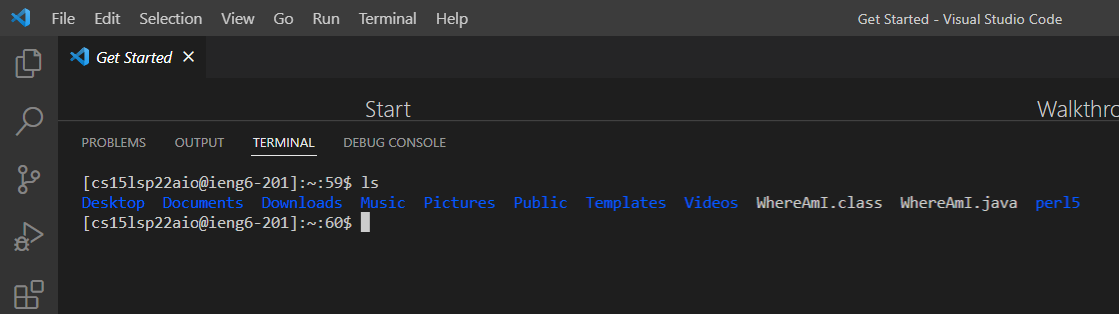 File Edit Selection View Go Run Terminal Help Get Started - Visual Studio Code
Get Started
Start Walkthro
PROBLEMS OUTPUT TERMINAL DEBUG CONSOLE
[cs15lsp22aio@ieng6-201]:~:59$ ls
Desktop Documents Downloads Music Pictures Public Templates Videos WhereAmI.class WhereAmI.java perl5
[cs15lsp22aio@ieng6-201]:~:60$